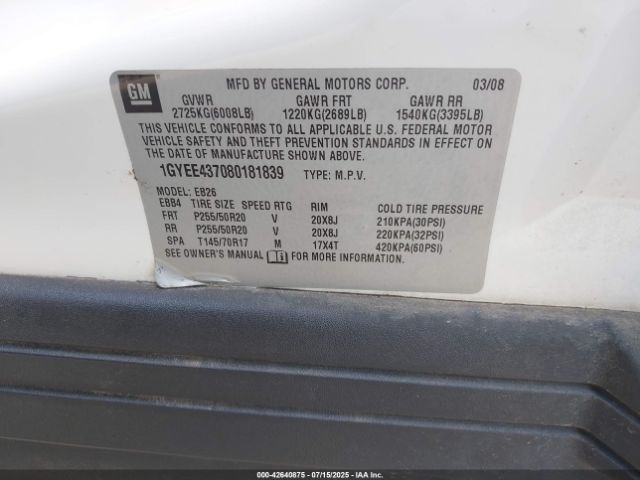 GM
MFD BY GENERAL MOTORS CORP. 03/08
GVWR GAWR FRT GAWR RR
2725KG(6008LB) 1220KG(2689LB) 1540KG(3395LB)
THIS VEHICLE CONFORMS TO ALL APPLICABLE U.S. FEDERAL MOTOR
VEHICLE SAFETY AND THEFT PREVENTION STANDARDS IN EFFECT
ON THE DATE OF MANUFACTURE SHOWN ABOVE.
1GYEE437080181839 TYPE: M.P.V.
MODEL: EB26
EBB4 TIRE SIZE SPEED RTG RIM COLD TIRE PRESSURE
FRT P255/50R20 V 20X8J 210KPA(30PSI)
RR P255/50R20 V 20X8J 220KPA(32PSI)
SPA T145/70R17 M 17X4T 420KPA(60PSI)
SEE OWNER'S MANUAL FOR MORE INFORMATION.
000-42640875 07/15/2025 IAAI.COM